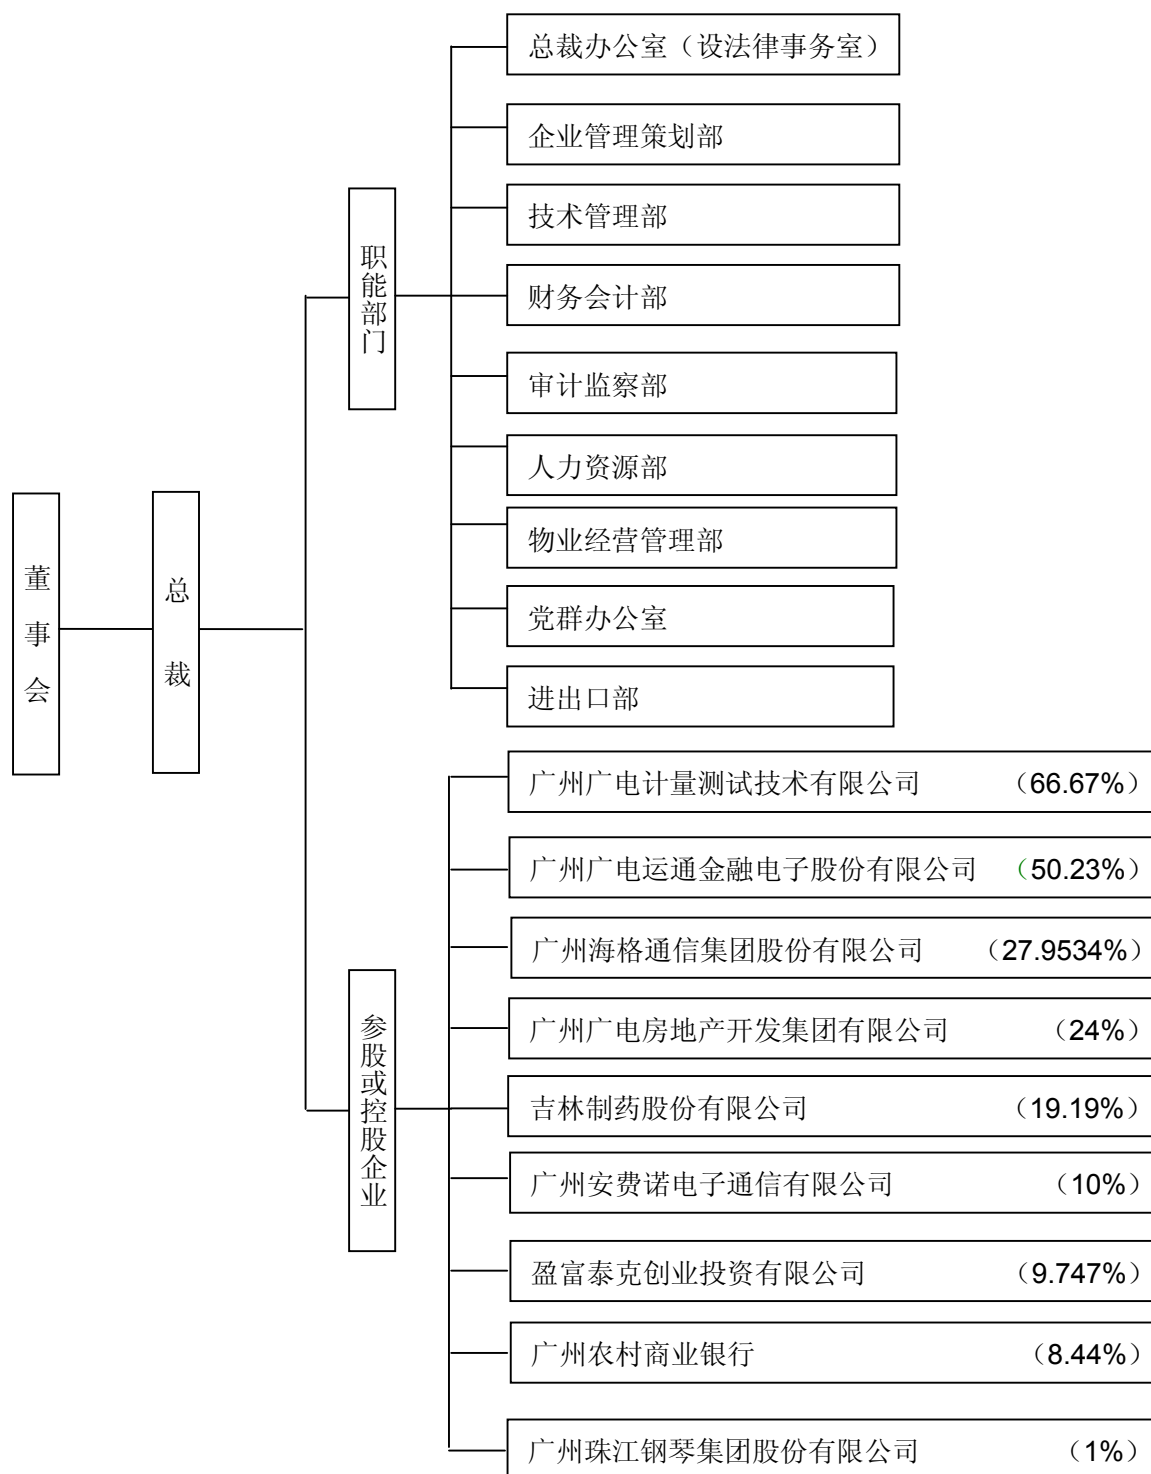 董事会
总裁
职能部门
总裁办公室（设法律事务室）
企业管理策划部
技术管理部
财务会计部
审计监察部
人力资源部
物业经营管理部
党群办公室
进出口部
参股或控股企业
广州广电计量测试技术有限公司 （66.67%）
广州广电运通金融电子股份有限公司 （50.23%）
广州海格通信集团股份有限公司 （27.9534%）
广州广电房地产开发集团有限公司 （24%）
吉林制药股份有限公司 （19.19%）
广州安费诺电子通信有限公司 （10%）
盈富泰克创业投资有限公司 （9.747%）
广州农村商业银行 （8.44%）
广州珠江钢琴集团股份有限公司 （1%）